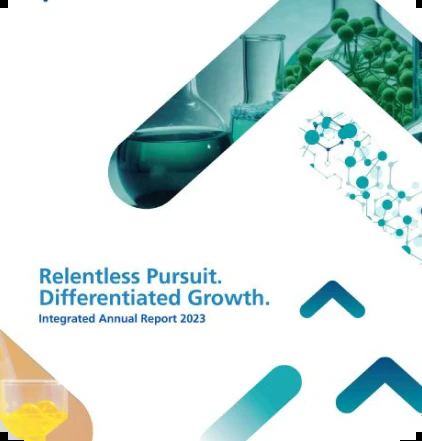 Relentless Pursuit.
Differentiated Growth.
Integrated Annual Report 2023